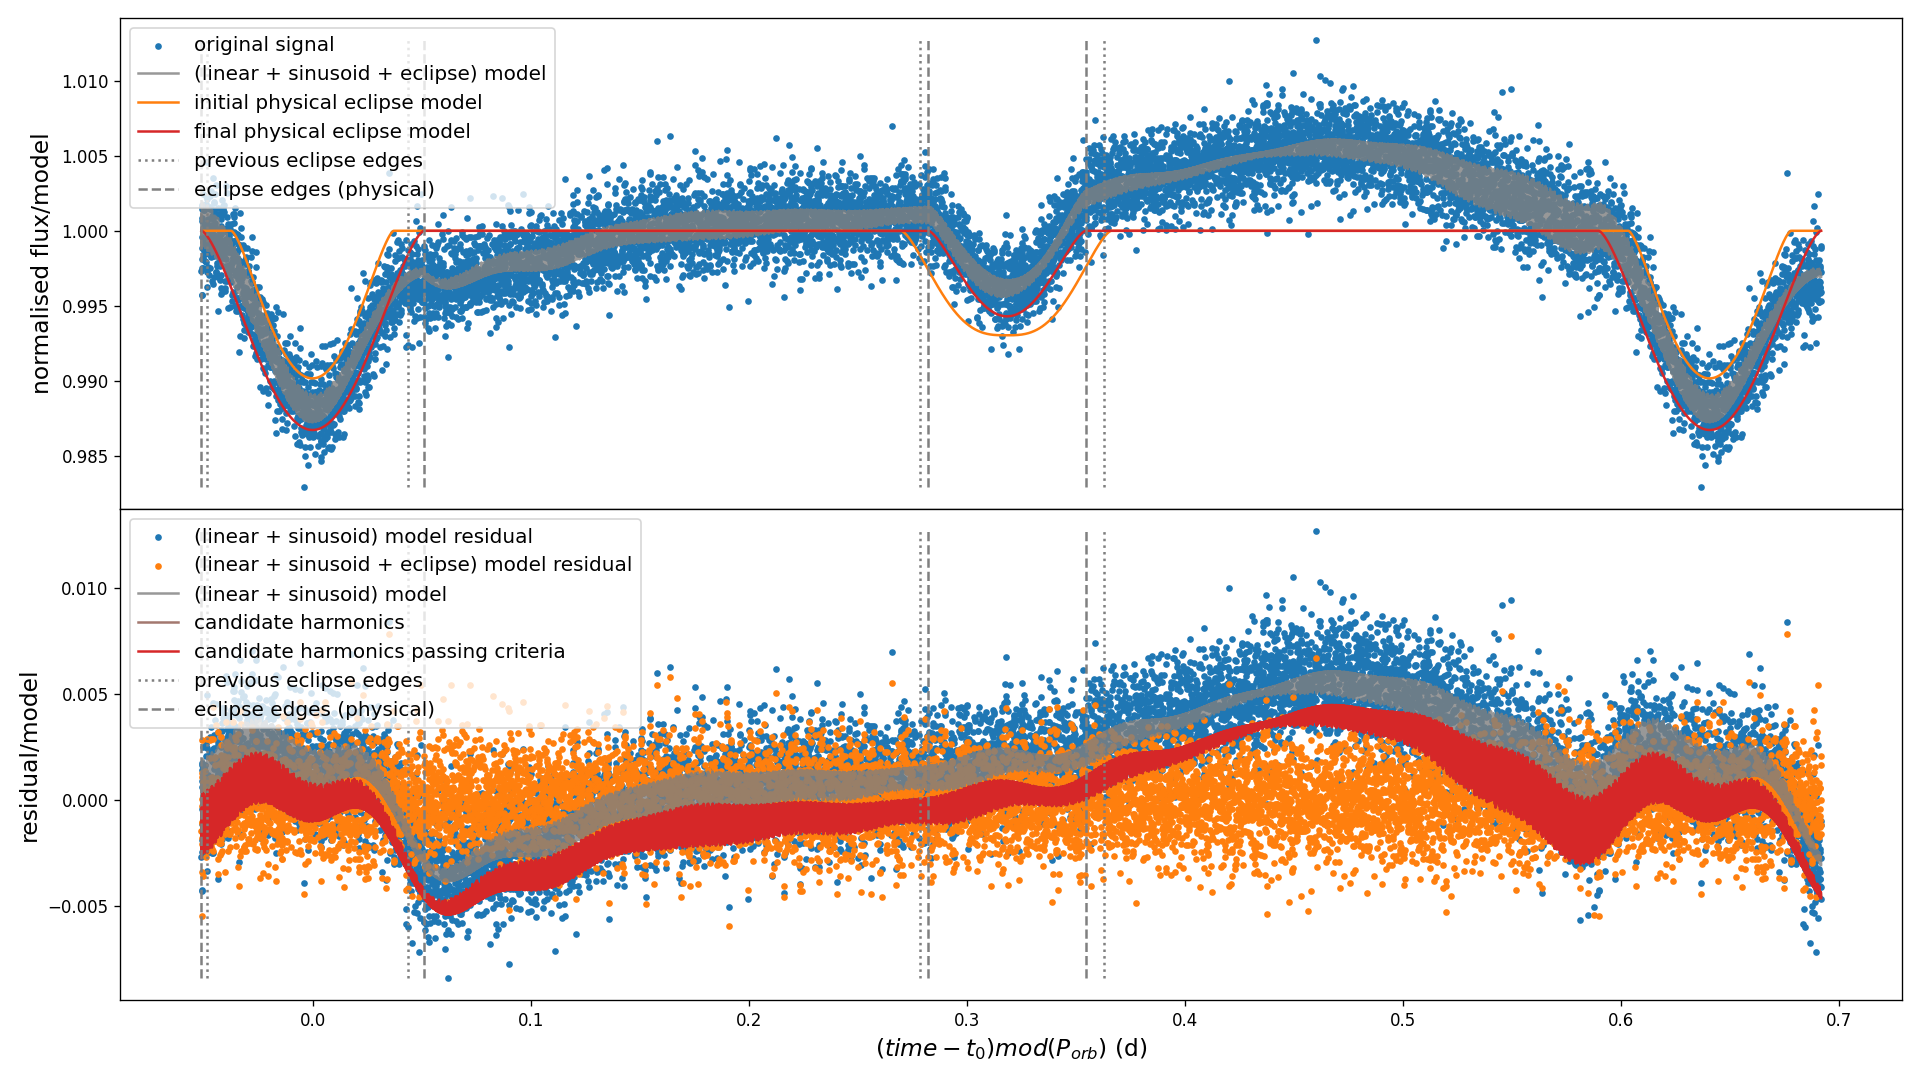 original signal
(linear + sinusoid + eclipse) model
initial physical eclipse model
final physical eclipse model
previous eclipse edges
eclipse edges (physical)
1.010
1.005
1.000
0.995
0.990
0.985
normalised flux/model
(linear + sinusoid) model residual
(linear + sinusoid + eclipse) model residual
(linear + sinusoid) model
candidate harmonics
candidate harmonics passing criteria
previous eclipse edges
eclipse edges (physical)
0.010
0.005
0.000
−0.005
residual/model
0.0 0.1 0.2 0.3 0.4 0.5 0.6 0.7
(time − t₀)mod(P_orb) (d)